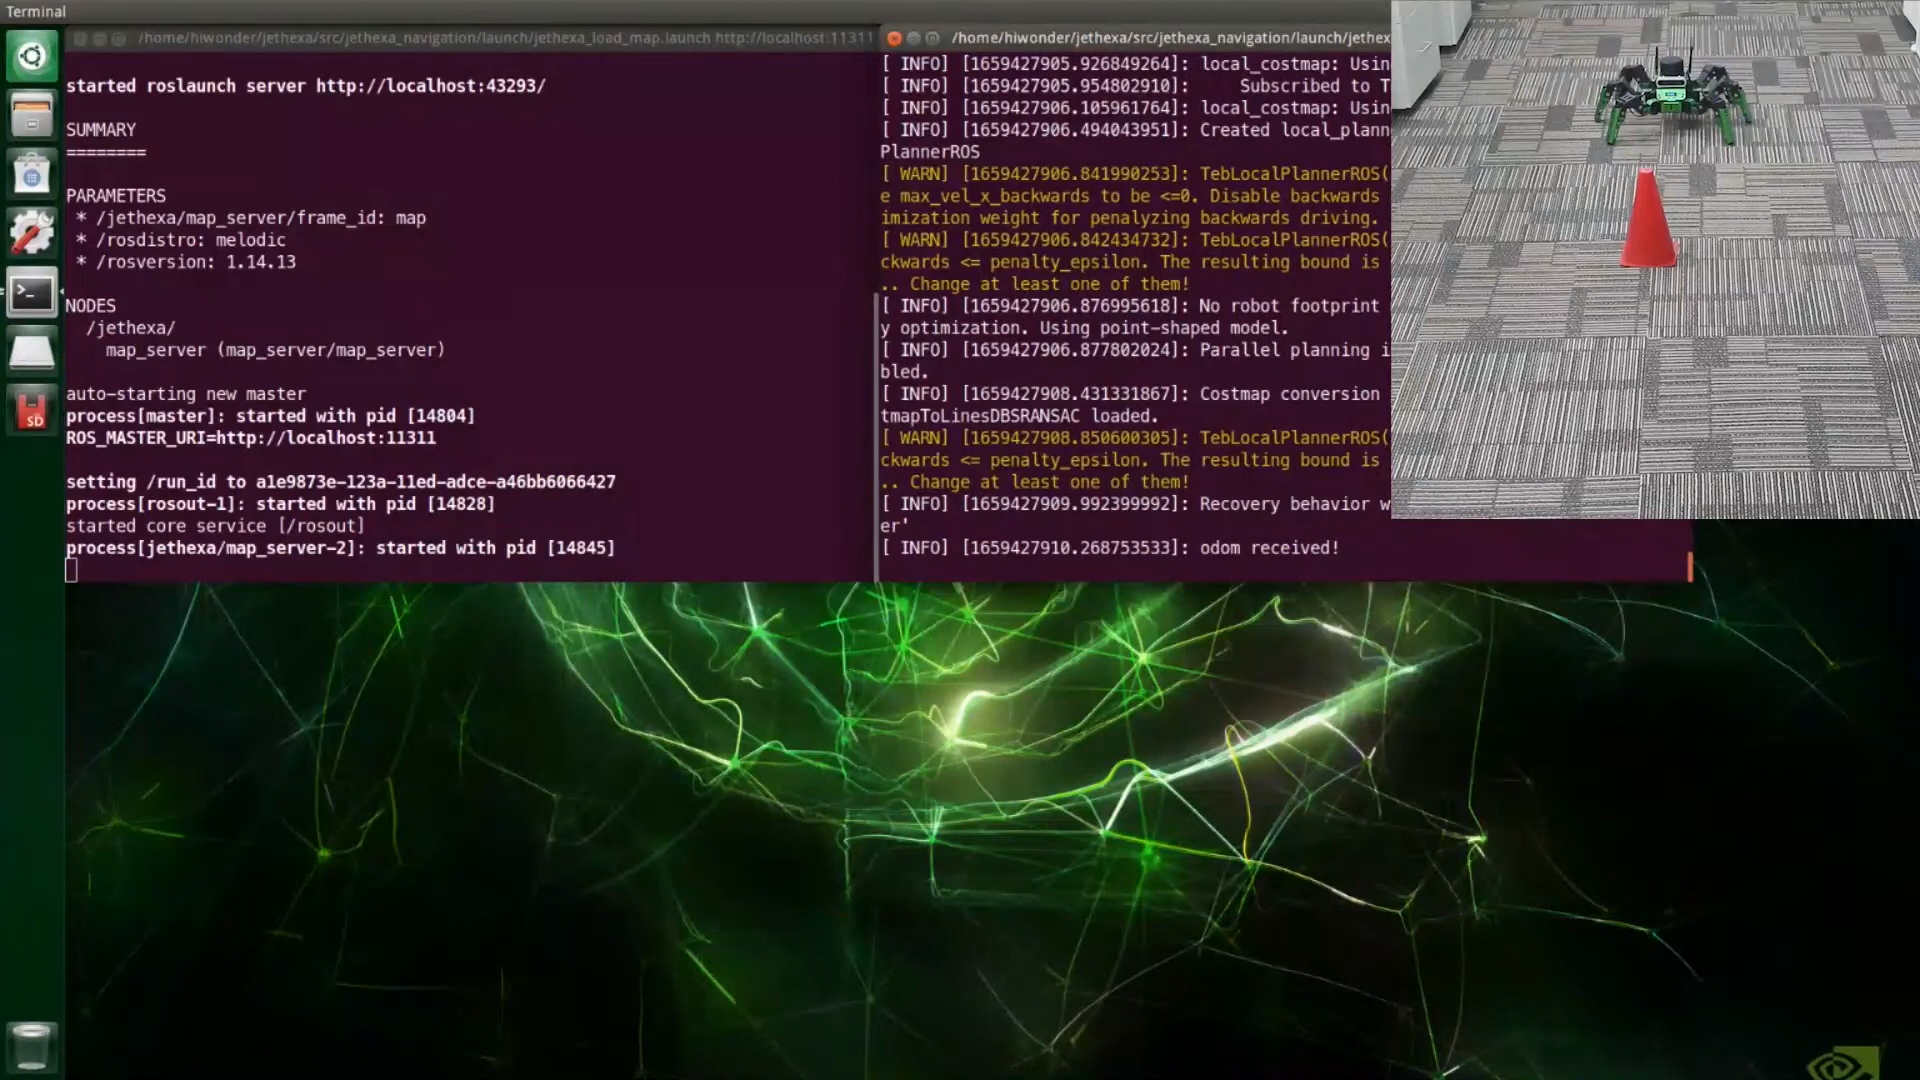 Terminal
/home/hiwonder/jethexa/src/jethexa_navigation/launch/jethexa_load_map.launch http://localhost:11311
started roslaunch server http://localhost:43293/
SUMMARY
========
PARAMETERS
* /jethexa/map_server/frame_id: map
* /rosdistro: melodic
* /rosversion: 1.14.13
NODES
/jethexa/
map_server (map_server/map_server)
auto-starting new master
process[master]: started with pid [14804]
ROS_MASTER_URI=http://localhost:11311
setting /run_id to a1e9873e-123a-11ed-adce-a46bb6066427
process[rosout-1]: started with pid [14828]
started core service [/rosout]
process[jethexa/map_server-2]: started with pid [14845]
/home/hiwonder/jethexa/src/jethexa_navigation/launch/jethex
[ INFO] [1659427905.926849264]: local_costmap: Usin
[ INFO] [1659427905.954802910]: Subscribed to T
[ INFO] [1659427906.105961764]: local_costmap: Usin
[ INFO] [1659427906.494043951]: Created local_plann
PlannerROS
[ WARN] [1659427906.841990253]: TebLocalPlannerROS(
e max_vel_x_backwards to be <=0. Disable backwards
imization weight for penalyzing backwards driving.
[ WARN] [1659427906.842434732]: TebLocalPlannerROS(
ckwards <= penalty_epsilon. The resulting bound is
.. Change at least one of them!
[ INFO] [1659427906.876995618]: No robot footprint
y optimization. Using point-shaped model.
[ INFO] [1659427906.877802024]: Parallel planning i
bled.
[ INFO] [1659427908.431331867]: Costmap conversion
tmapToLinesDBSRANSAC loaded.
[ WARN] [1659427908.850600305]: TebLocalPlannerROS(
ckwards <= penalty_epsilon. The resulting bound is
.. Change at least one of them!
[ INFO] [1659427909.992399992]: Recovery behavior w
er'
[ INFO] [1659427910.268753533]: odom received!
SD